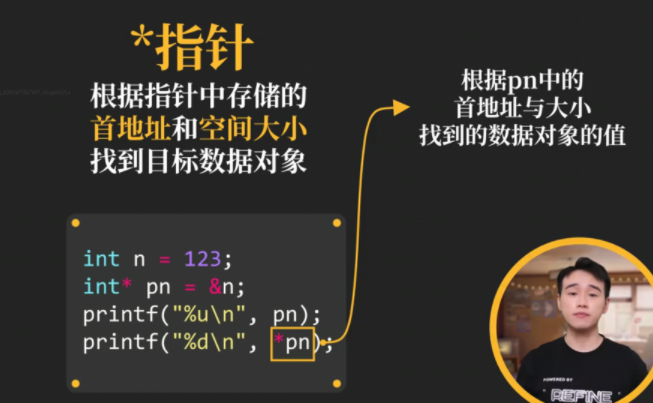 *指针
根据指针中存储的
首地址和空间大小
找到目标数据对象
根据pn中的
首地址与大小
找到的数据对象的值
int n = 123;
int* pn = &n;
printf("%u\n", pn);
printf("%d\n", *pn);
POWERED BY
REFINE